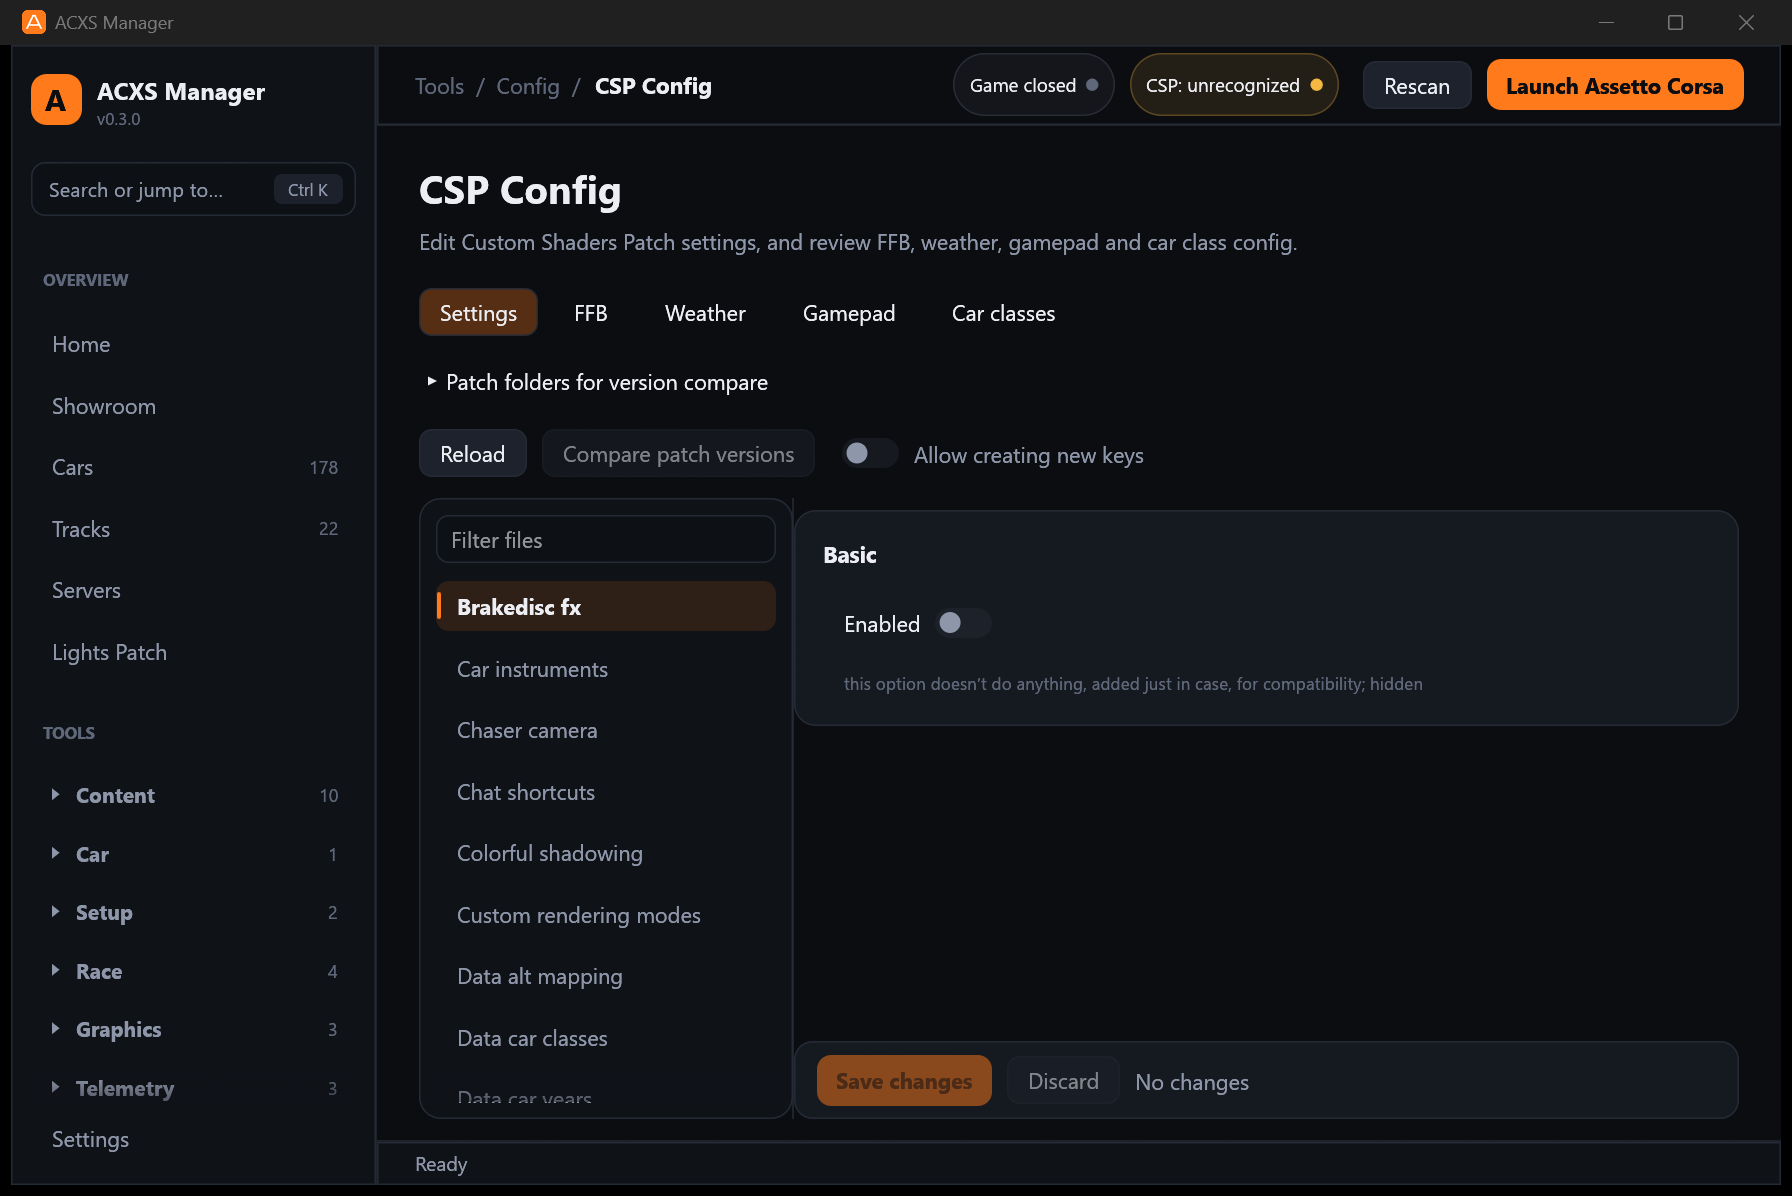 ACXS Manager
A
ACXS Manager
v0.3.0
Search or jump to...
Ctrl K
OVERVIEW
Home
Showroom
Cars 178
Tracks 22
Servers
Lights Patch
TOOLS
Content 10
Car 1
Setup 2
Race 4
Graphics 3
Telemetry 3
Settings
Tools / Config / CSP Config
Game closed
CSP: unrecognized
Rescan
Launch Assetto Corsa
CSP Config
Edit Custom Shaders Patch settings, and review FFB, weather, gamepad and car class config.
Settings
FFB
Weather
Gamepad
Car classes
Patch folders for version compare
Reload
Compare patch versions
Allow creating new keys
Filter files
Brakedisc fx
Car instruments
Chaser camera
Chat shortcuts
Colorful shadowing
Custom rendering modes
Data alt mapping
Data car classes
Data car years
Basic
Enabled
this option doesn't do anything, added just in case, for compatibility; hidden
Save changes
Discard
No changes
Ready